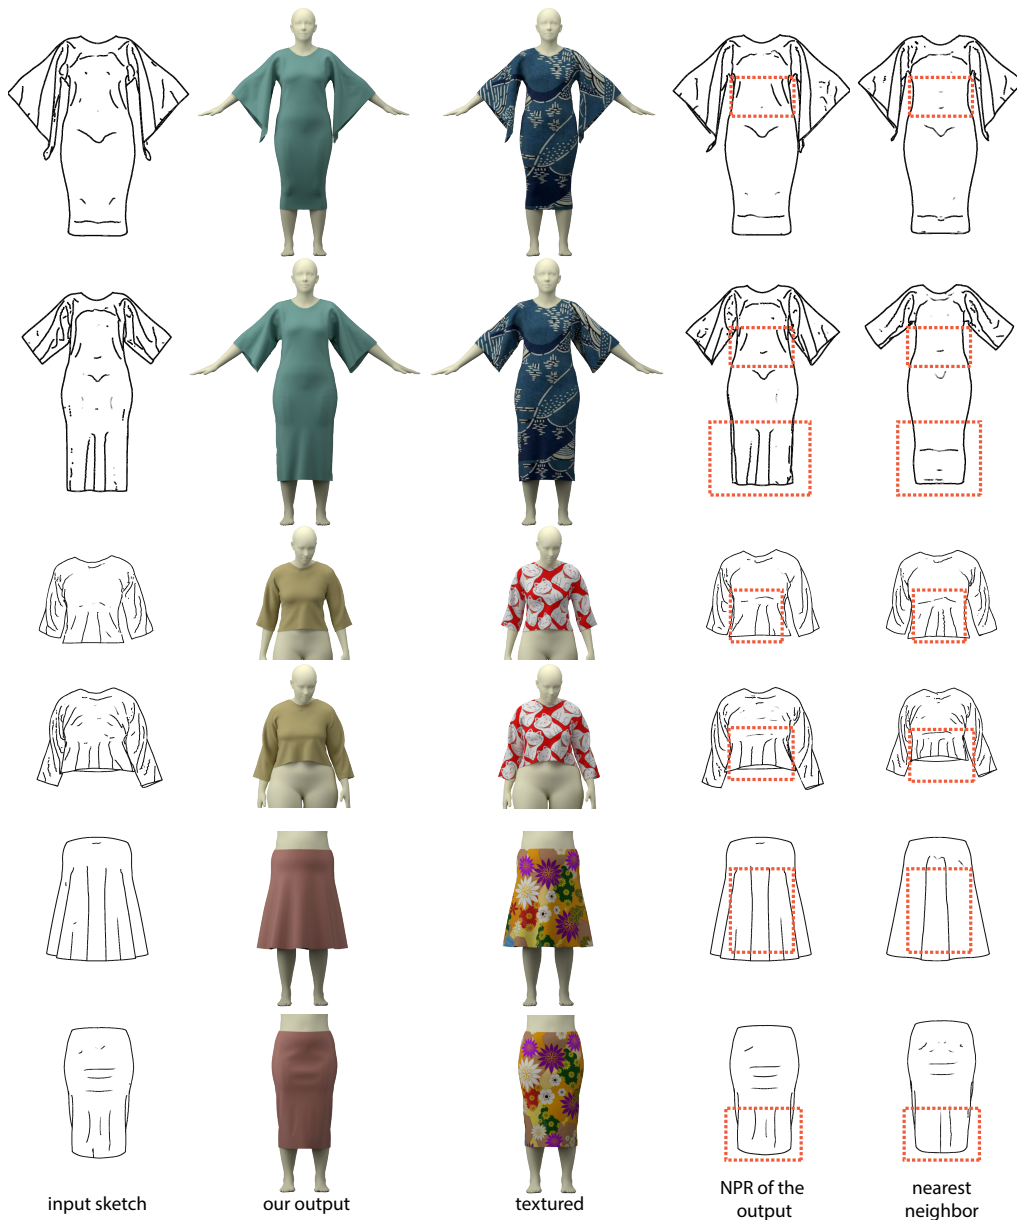 input sketch
our output
textured
NPR of the
output
nearest
neighbor